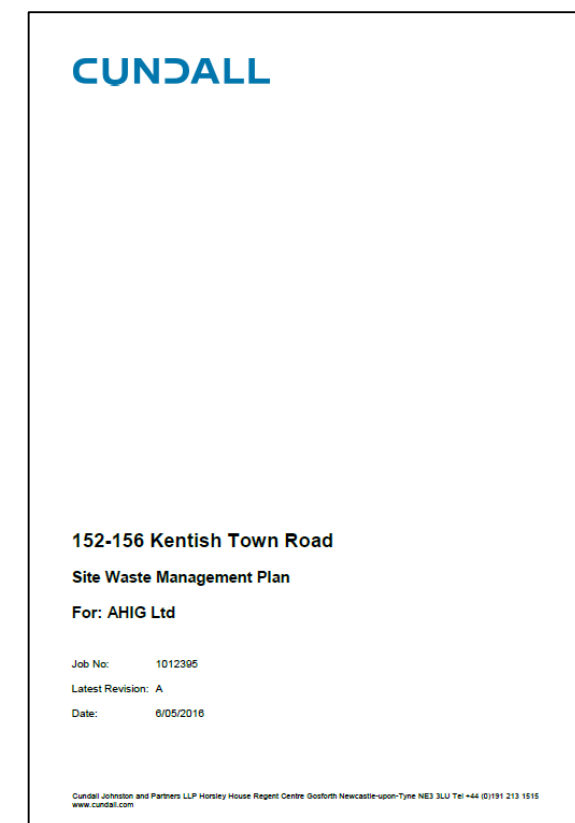 CUNDALL
152-156 Kentish Town Road
Site Waste Management Plan
For: AHIG Ltd
Job No: 1012395
Latest Revision: A
Date: 6/05/2016
Cundall Johnston and Partners LLP Horsley House Regent Centre Gosforth Newcastle-upon-Tyne NE3 3LU Tel +44 (0)191 213 1515
www.cundall.com